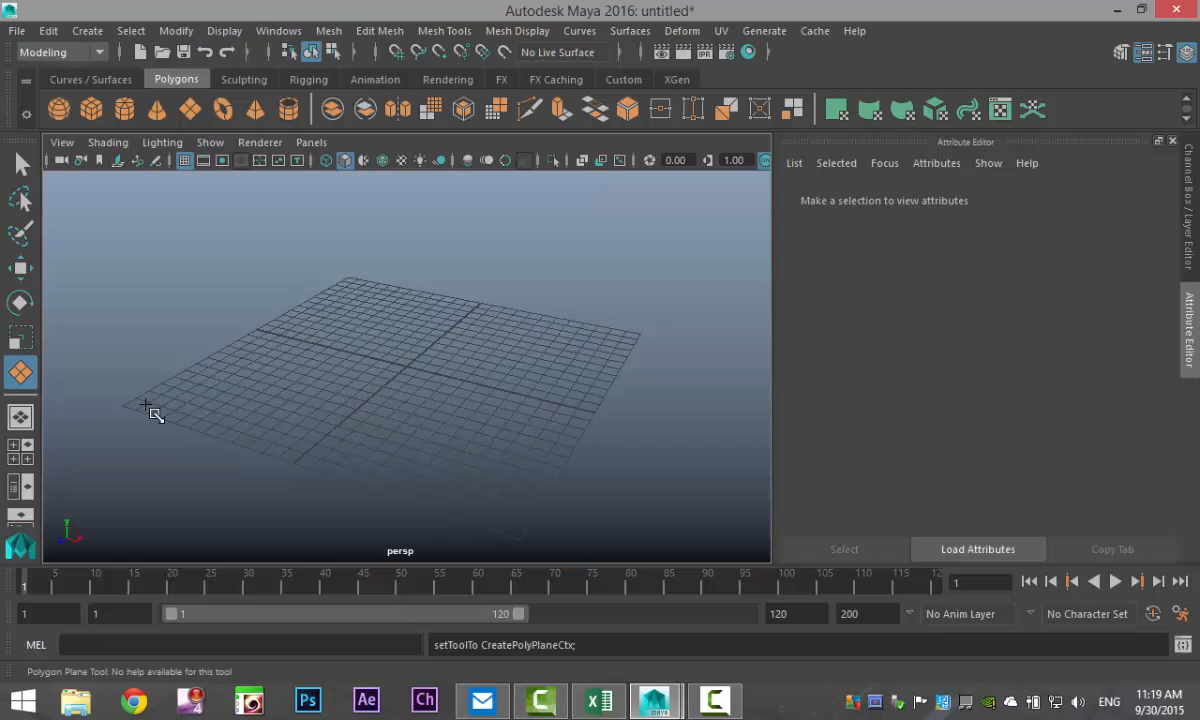 Autodesk Maya 2016: untitled*
File Edit Create Select Modify Display Windows Mesh Edit Mesh Mesh Tools Mesh Display Curves Surfaces Deform UV Generate Cache Help
Modeling No Live Surface
Curves / Surfaces Polygons Sculpting Rigging Animation Rendering FX FX Caching Custom XGen
View Shading Lighting Show Renderer Panels
Attribute Editor
0.00 1.00
List Selected Focus Attributes Show Help
Make a selection to view attributes
Channel Box / Layer Editor
Attribute Editor
persp
Select Load Attributes Copy Tab
5 10 15 20 25 30 35 40 45 50 55 60 65 70 75 80 85 90 95 100 105 110 115 12
1 1
1 1 1 120 120 200 No Anim Layer No Character Set
MEL setToolTo CreatePolyPlaneCtx;
Polygon Plane Tool: No help available for this tool
Ps Ae Ch ENG
11:19 AM
9/30/2015